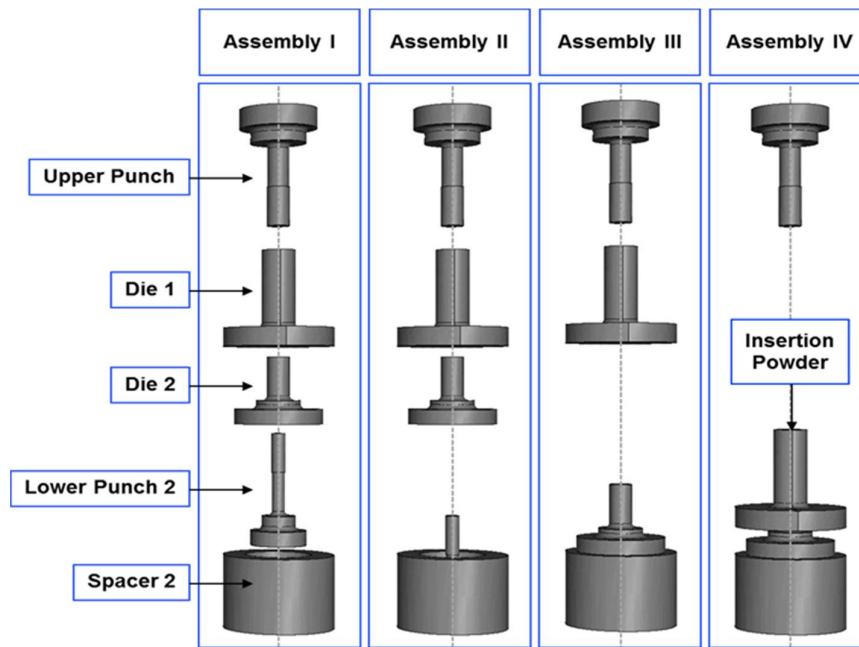 Assembly I
Assembly II
Assembly III
Assembly IV
Upper Punch
Die 1
Insertion
Powder
Die 2
Lower Punch 2
Spacer 2